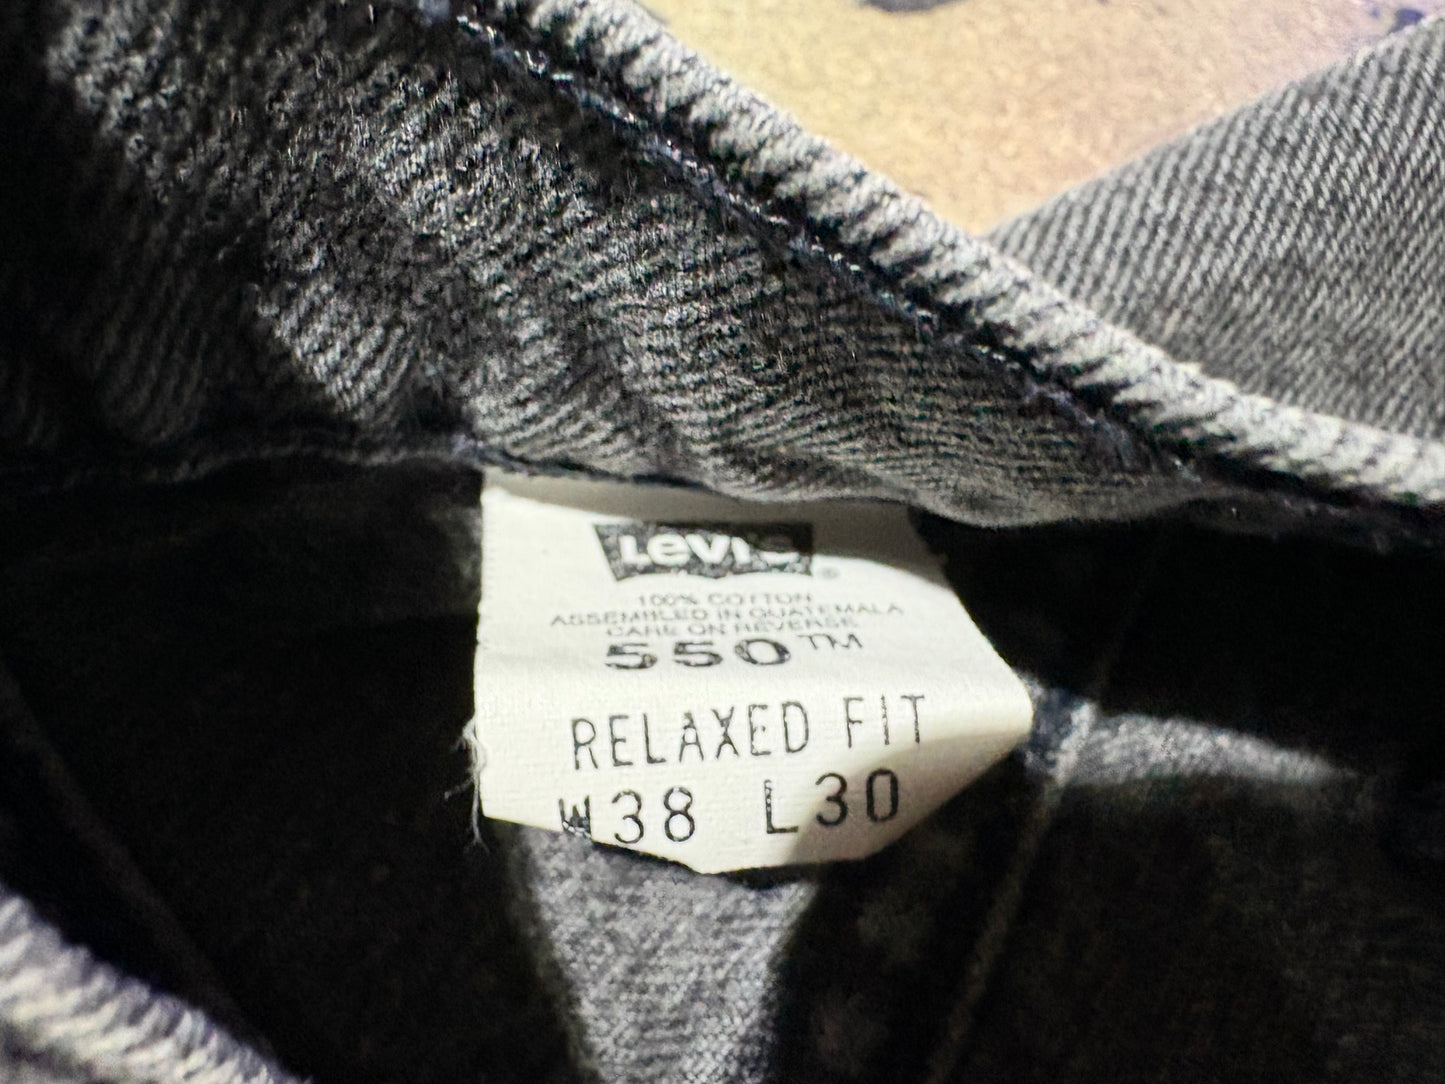 Levi's ®
100% COTTON
ASSEMBLED IN GUATEMALA
CARE ON REVERSE
550™
RELAXED FIT
W38 L30